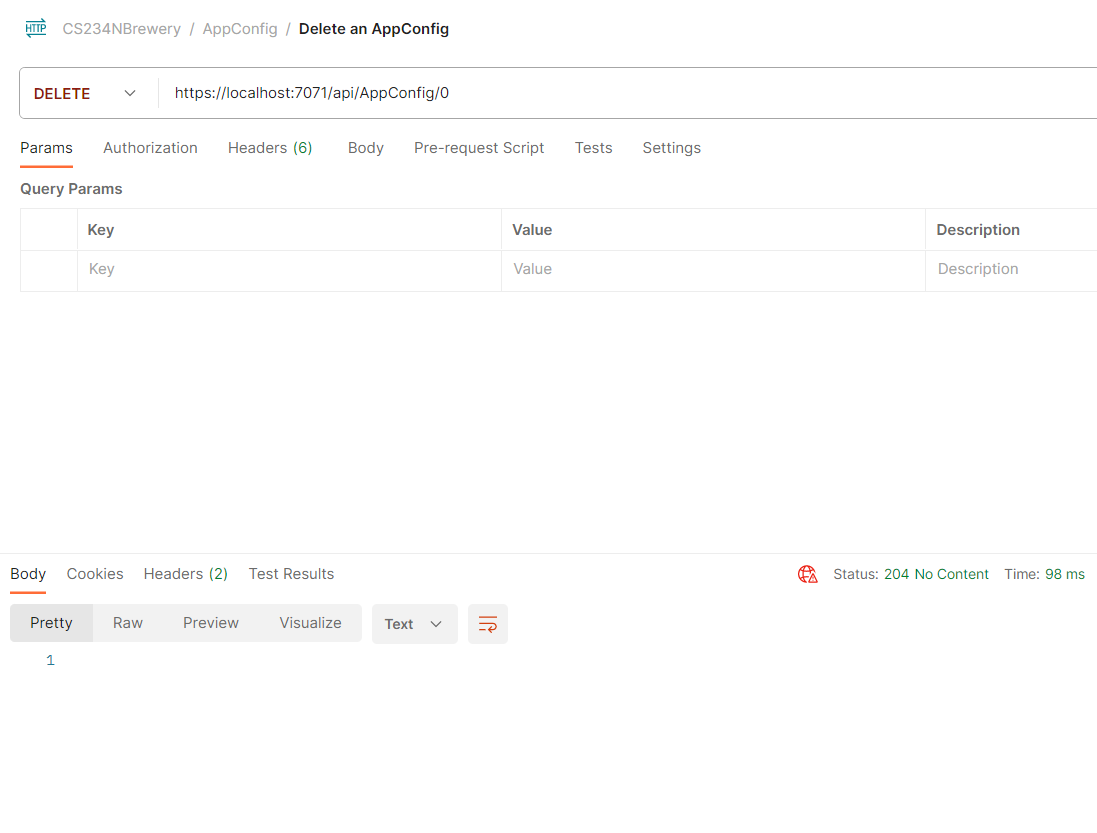 HTTP CS234NBrewery / AppConfig / Delete an AppConfig
DELETE https://localhost:7071/api/AppConfig/0
Params Authorization Headers (6) Body Pre-request Script Tests Settings
Query Params
Key Value Description
Key Value Description
Body Cookies Headers (2) Test Results Status: 204 No Content Time: 98 ms
Pretty Raw Preview Visualize Text
1